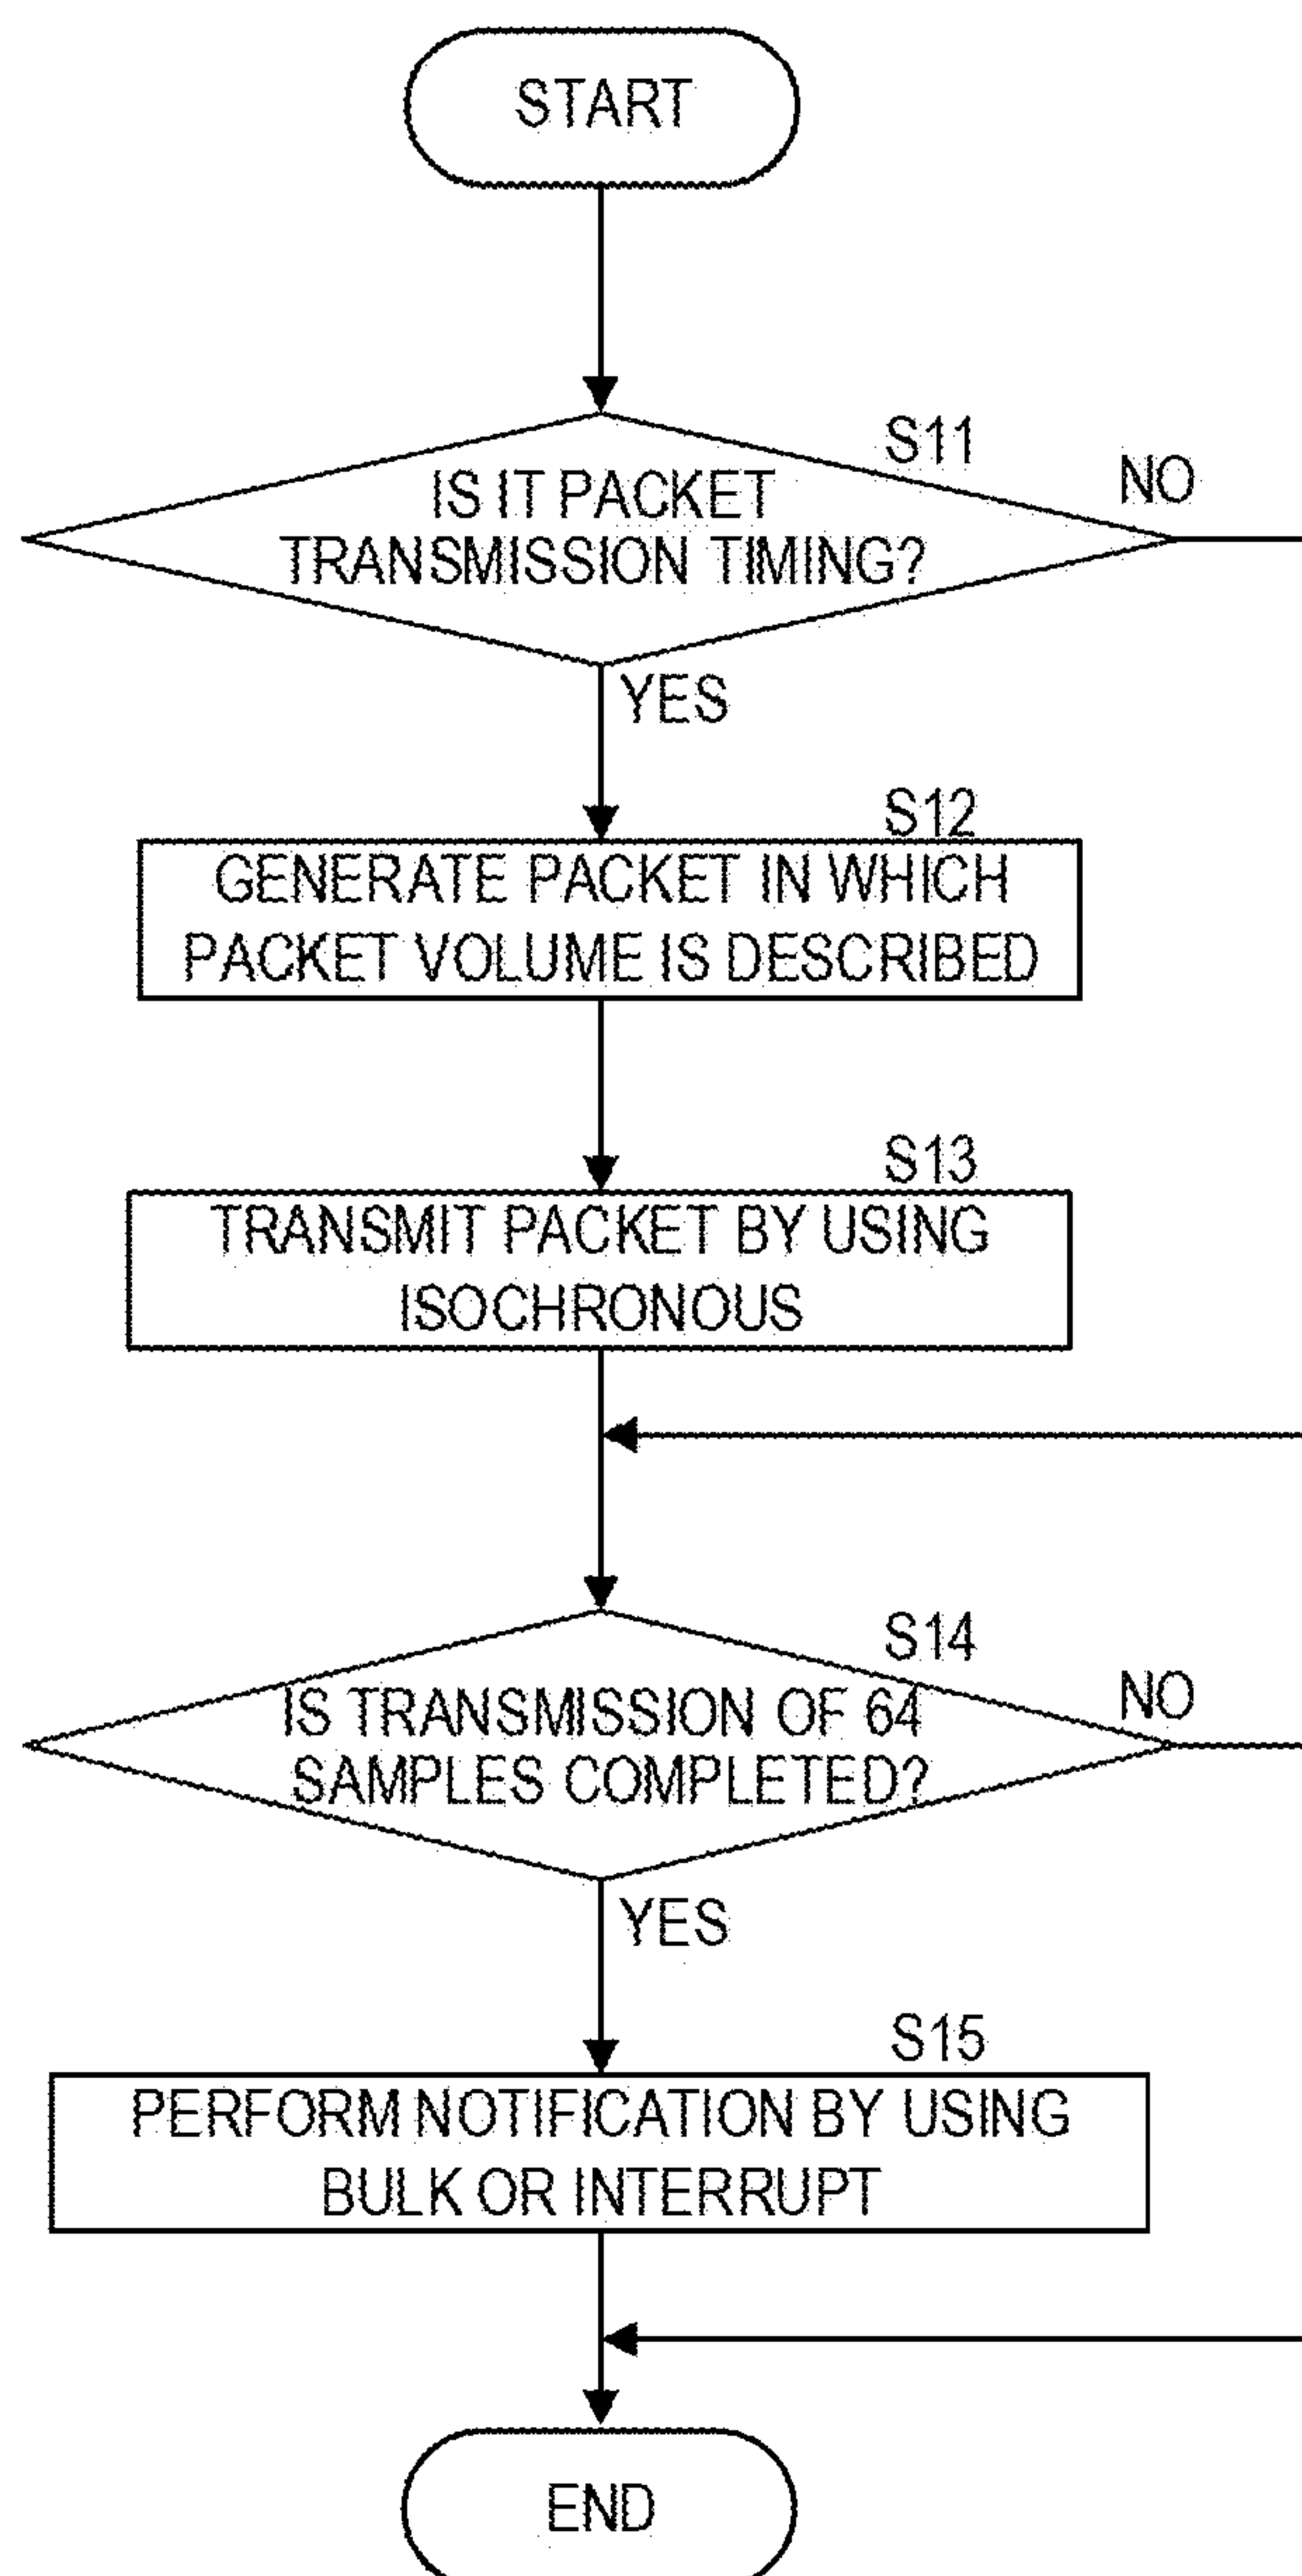 START
S11
NO
IS IT PACKET
TRANSMISSION TIMING?
YES
S12
GENERATE PACKET IN WHICH
PACKET VOLUME IS DESCRIBED
S13
TRANSMIT PACKET BY USING
ISOCHRONOUS
S14
NO
IS TRANSMISSION OF 64
SAMPLES COMPLETED?
YES
S15
PERFORM NOTIFICATION BY USING
BULK OR INTERRUPT
END